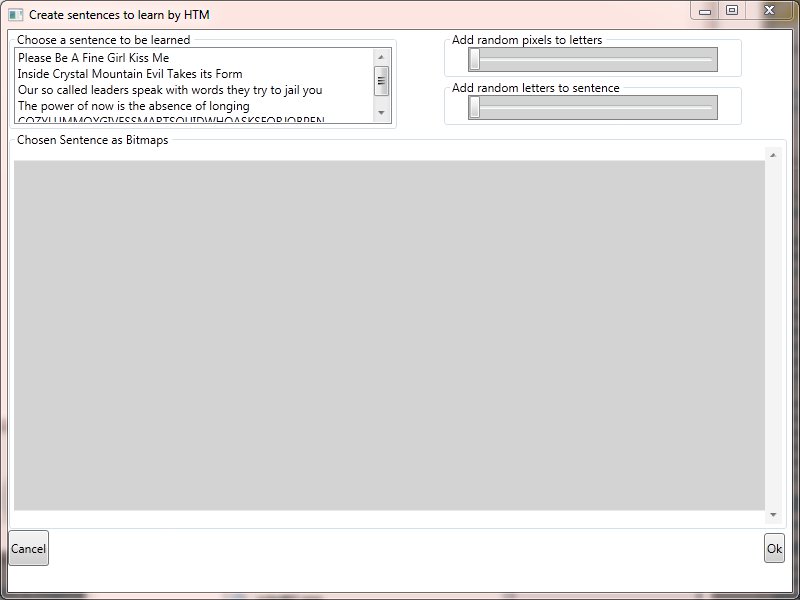 Create sentences to learn by HTM
Choose a sentence to be learned
Please Be A Fine Girl Kiss Me
Inside Crystal Mountain Evil Takes its Form
Our so called leaders speak with words they try to jail you
The power of now is the absence of longing
Add random pixels to letters
Add random letters to sentence
Chosen Sentence as Bitmaps
Cancel
Ok